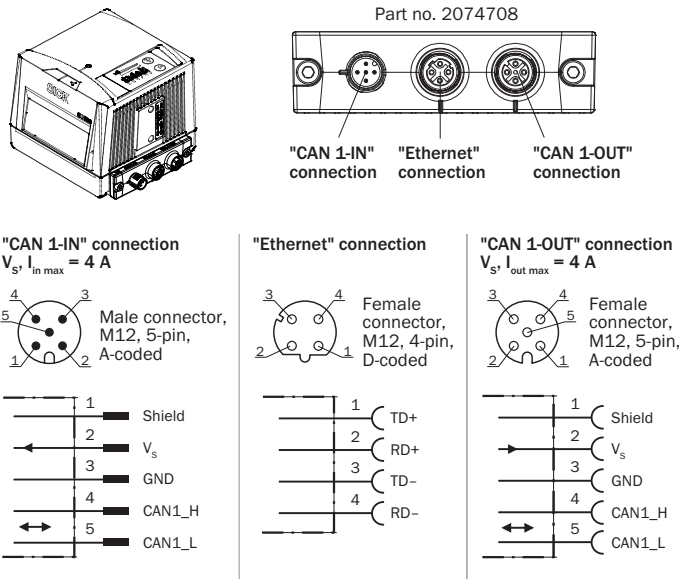 Part no. 2074708
SICK
"CAN 1-IN"
connection
"Ethernet"
connection
"CAN 1-OUT"
connection
"CAN 1-IN" connection
Vs, Iin max = 4 A
4
3
5
1
2
Male connector,
M12, 5-pin,
A-coded
1
Shield
2
Vs
3
GND
4
CAN1_H
5
CAN1_L
"Ethernet" connection
3
4
2
1
Female
connector,
M12, 4-pin,
D-coded
1
TD+
2
RD+
3
TD–
4
RD–
"CAN 1-OUT" connection
Vs, Iout max = 4 A
3
4
5
2
1
Female
connector,
M12, 5-pin,
A-coded
1
Shield
2
Vs
3
GND
4
CAN1_H
5
CAN1_L